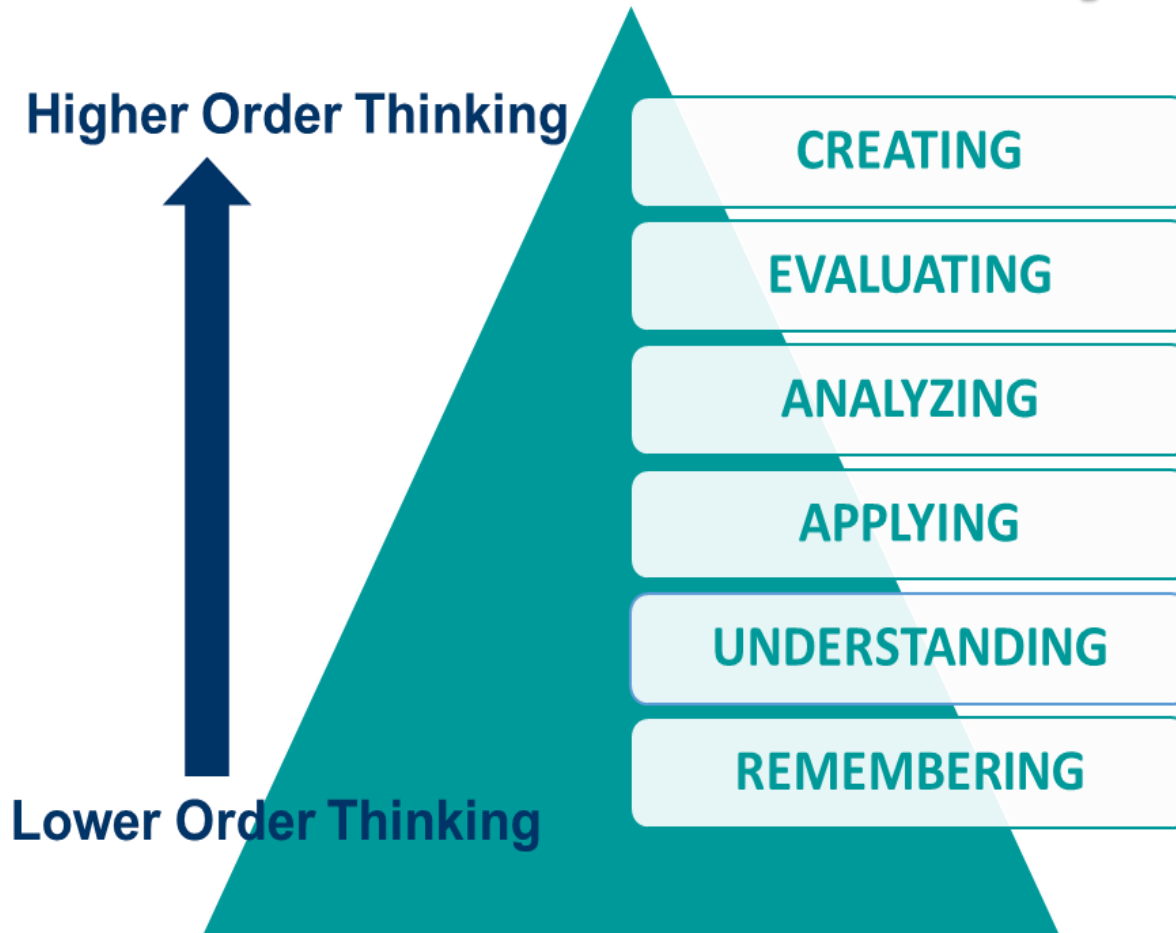 Higher Order Thinking
CREATING
EVALUATING
ANALYZING
APPLYING
UNDERSTANDING
REMEMBERING
Lower Order Thinking